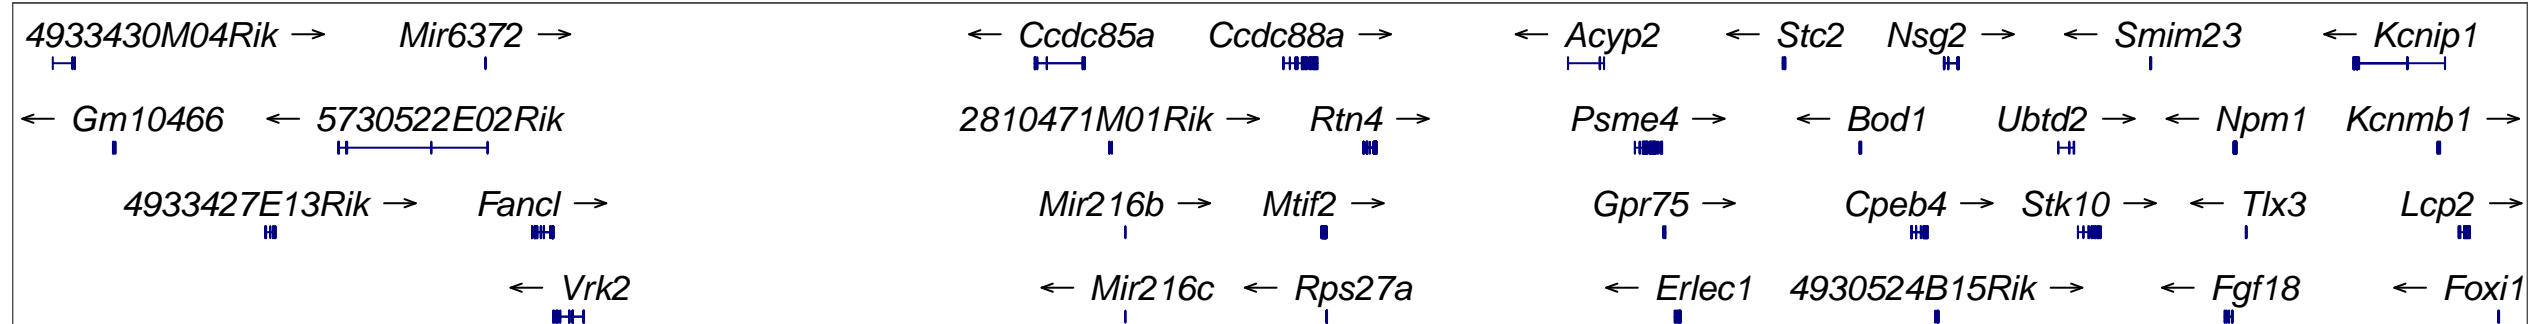 4933430M04Rik → Mir6372 → ← Ccdc85a Ccdc88a → ← Acyp2 ← Stc2 Nsg2 → ← Smim23 ← Kcnip1
← Gm10466 ← 5730522E02Rik 2810471M01Rik → Rtn4 → Psme4 → ← Bod1 Ubtd2 → ← Npm1 Kcnmb1 →
4933427E13Rik → Fancl → Mir216b → Mtif2 → Gpr75 → Cpeb4 → Stk10 → ← Tlx3 Lcp2 →
← Vrk2 ← Mir216c ← Rps27a ← Erlec1 4930524B15Rik → ← Fgf18 ← Foxi1